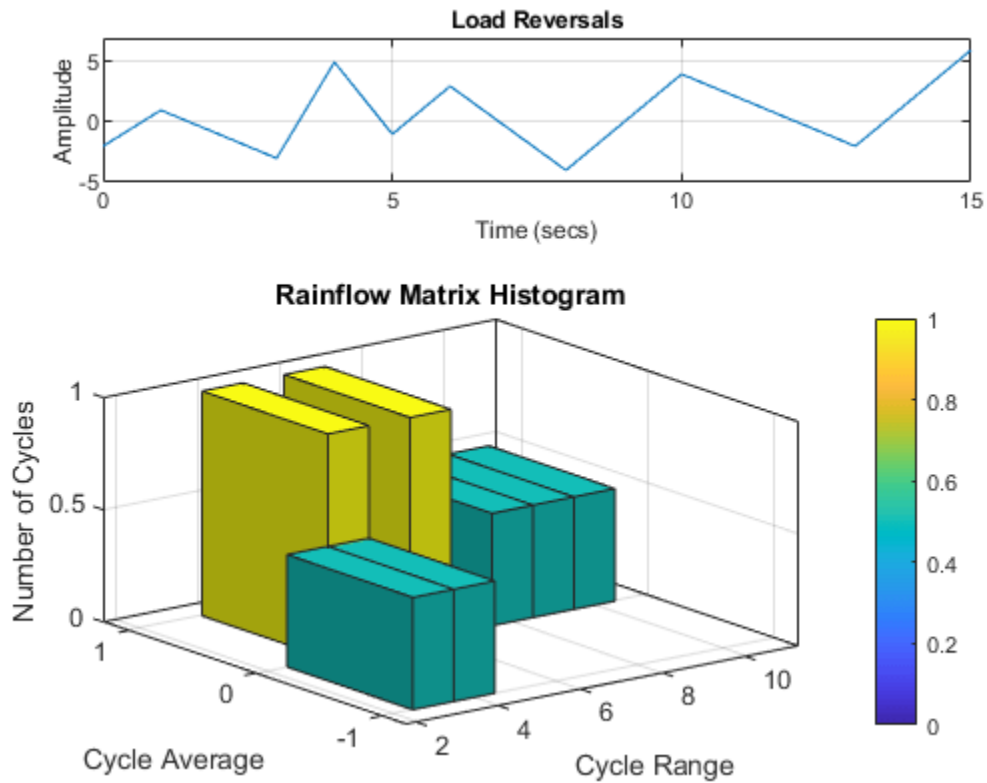 Load Reversals
5
0
-5
Amplitude
0 5 10 15
Time (secs)
Rainflow Matrix Histogram
1
0.5
0
Number of Cycles
1
0
-1
Cycle Average
2
4
6
8
10
Cycle Range
1
0.8
0.6
0.4
0.2
0